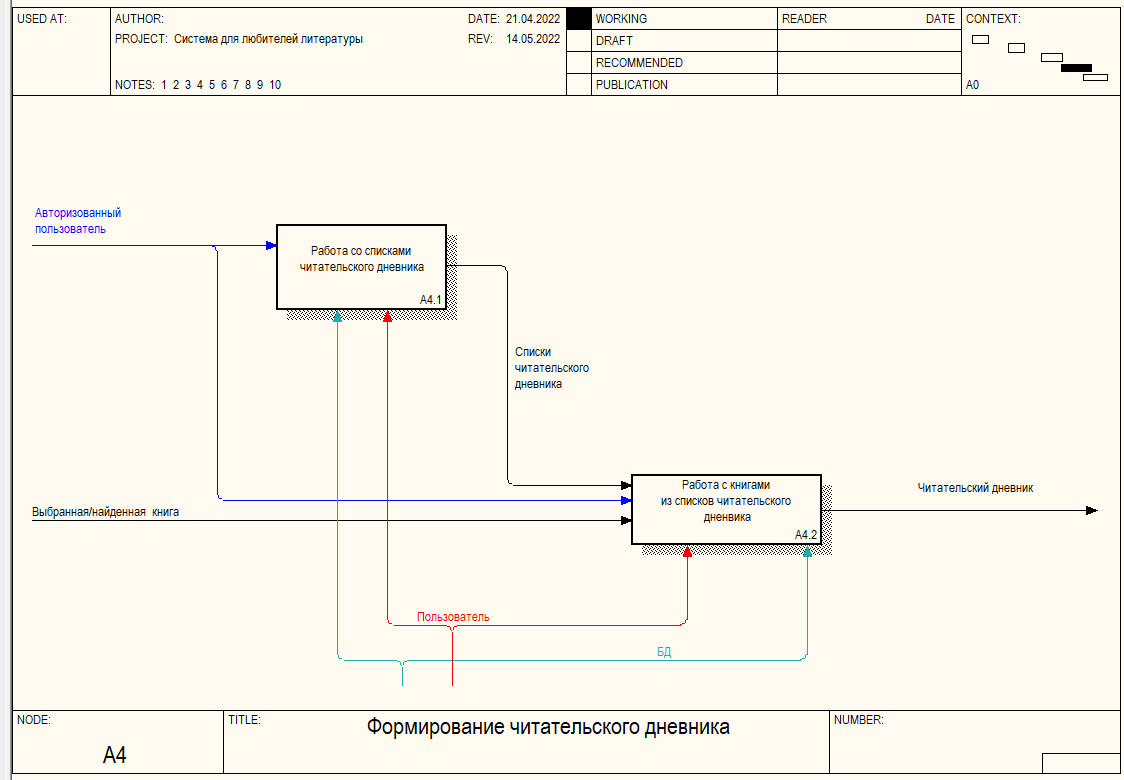 USED AT:
AUTHOR:
DATE: 21.04.2022
WORKING
READER
DATE
CONTEXT:
PROJECT: Система для любителей литературы
REV: 14.05.2022
DRAFT
RECOMMENDED
NOTES: 1 2 3 4 5 6 7 8 9 10
PUBLICATION
A0
Авторизованный
пользователь
Работа со списками
читательского дневника
A4.1
Списки
читательского
дневника
Работа с книгами
из списков читательского
дненвика
A4.2
Читательский дневник
Выбранная/найденная книга
Пользователь
БД
NODE:
TITLE:
Формирование читательского дневника
NUMBER:
A4